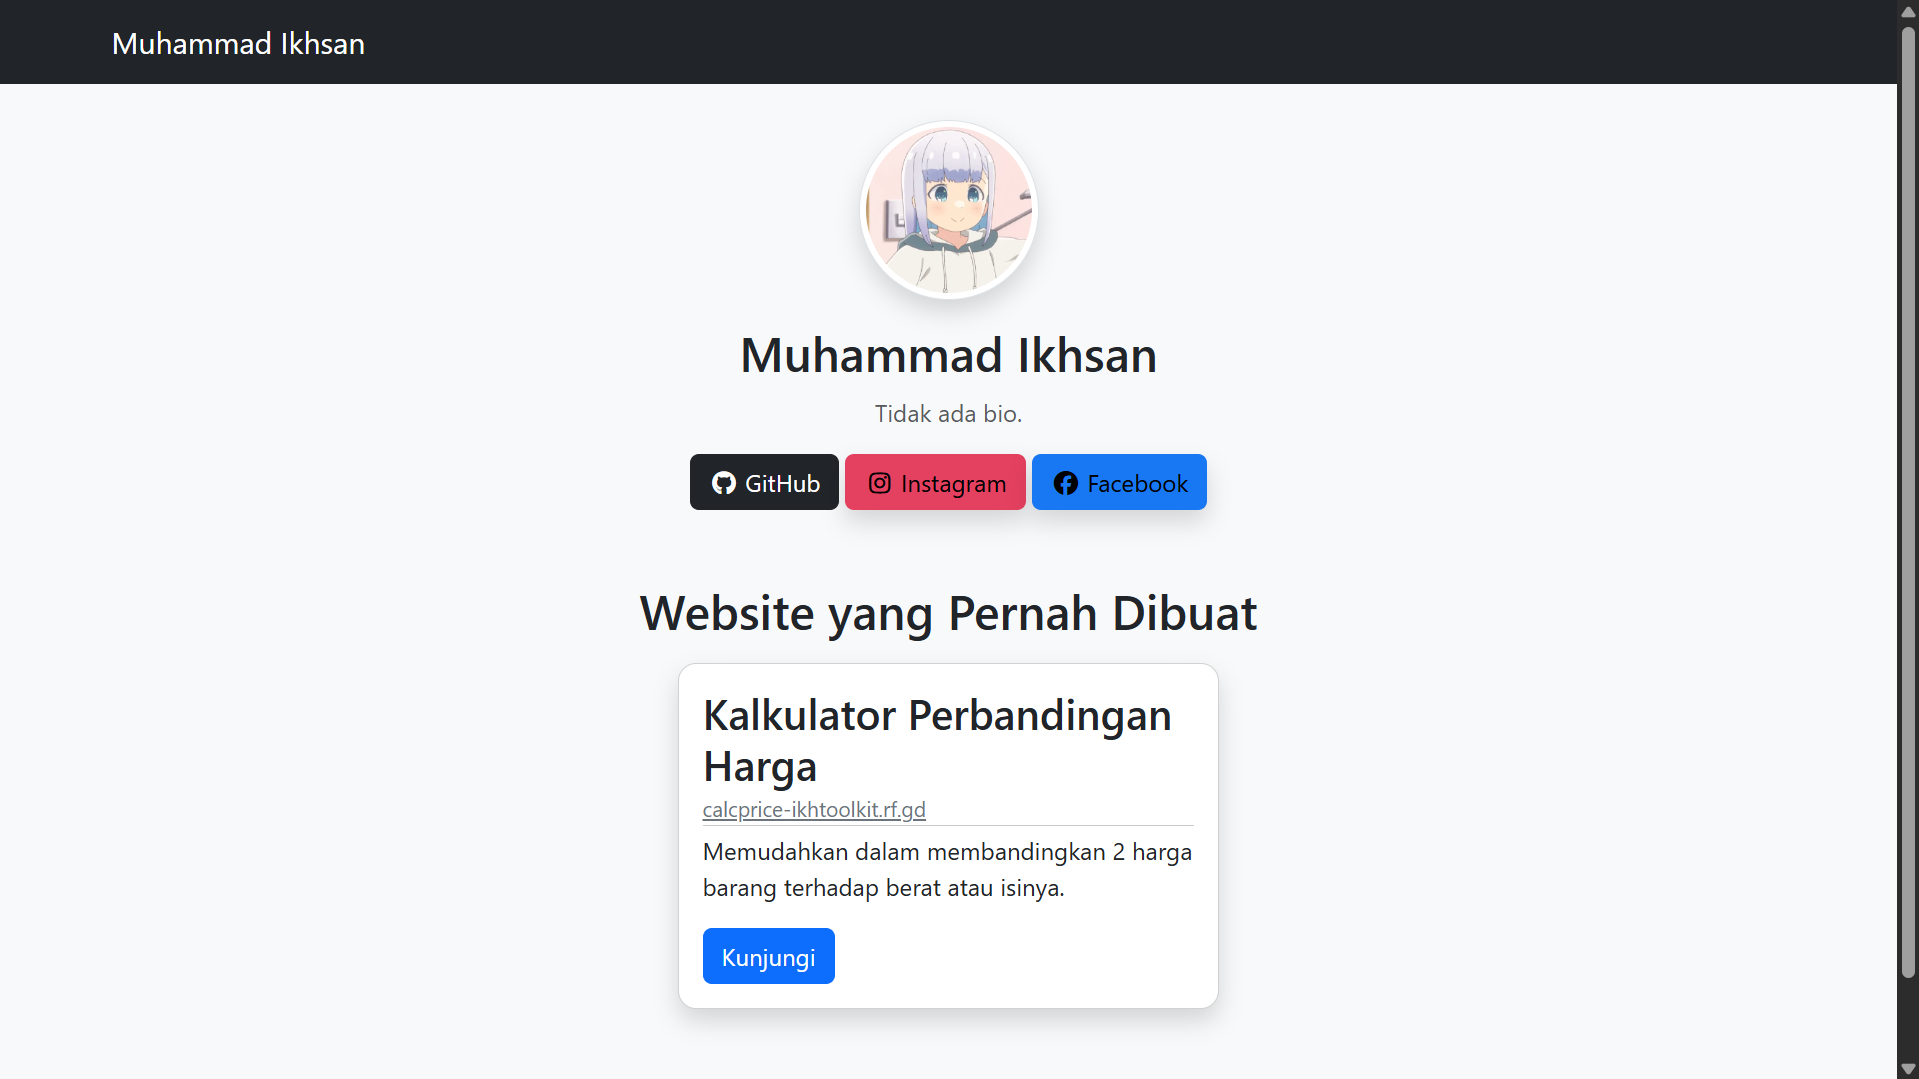 Muhammad Ikhsan
Muhammad Ikhsan
Tidak ada bio.
GitHub Instagram Facebook
Website yang Pernah Dibuat
Kalkulator Perbandingan
Harga
calcprice-ikhtoolkit.rf.gd
Memudahkan dalam membandingkan 2 harga
barang terhadap berat atau isinya.
Kunjungi